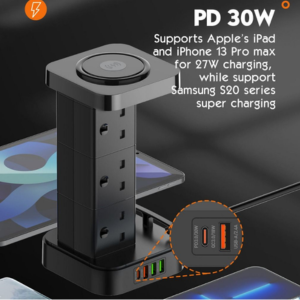 PD 30W
Supports Apple's iPad
and iPhone 13 Pro max
for 27W charging,
while support
Samsung S20 series
super charging